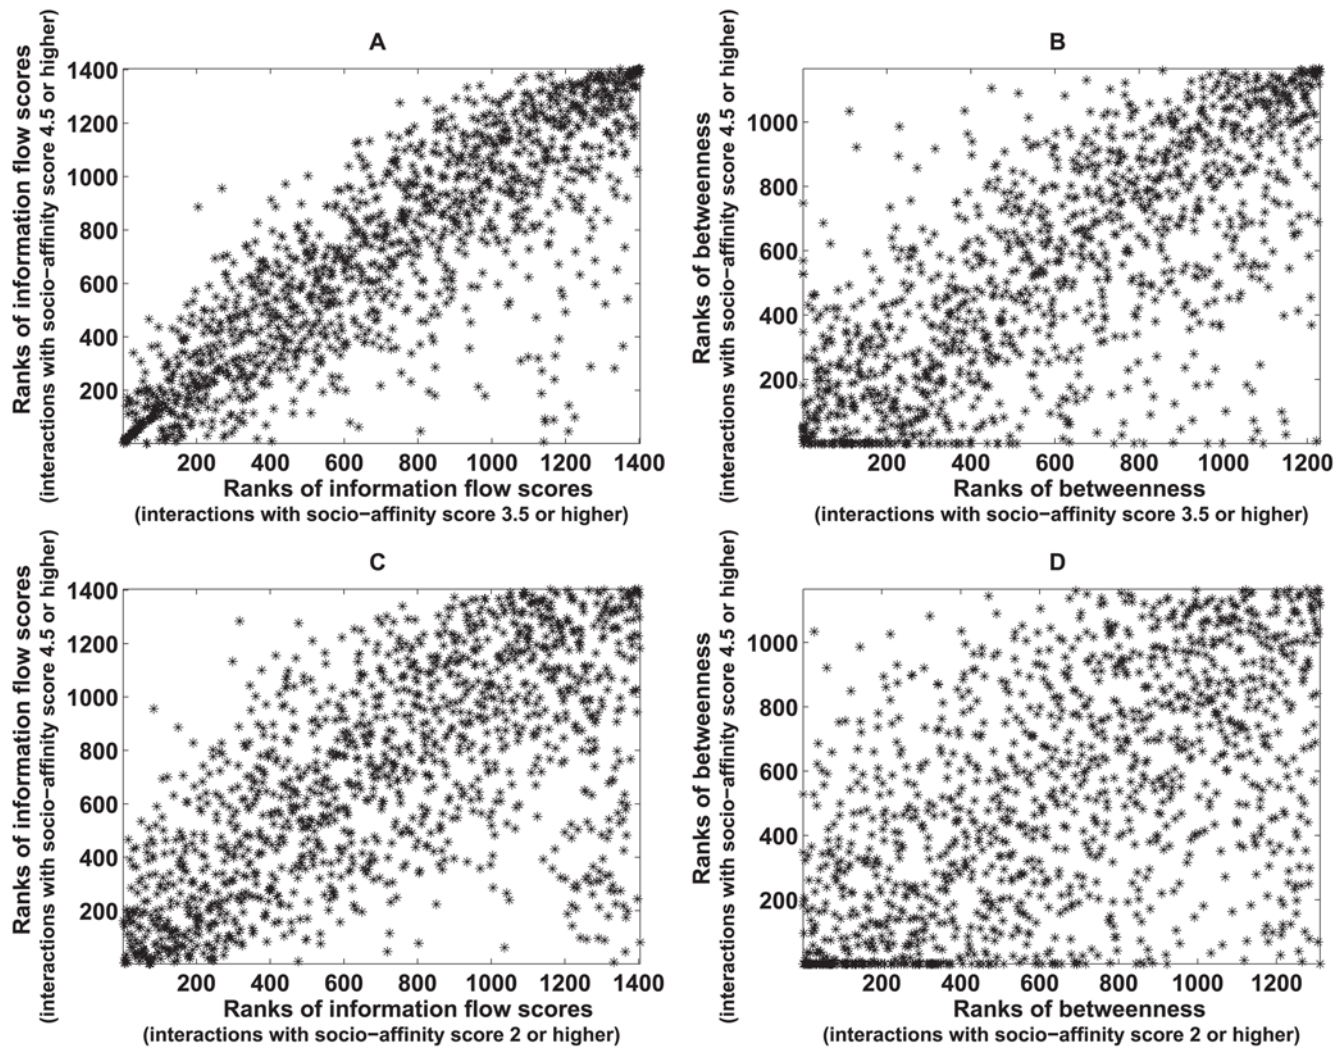 A
Ranks of information flow scores
(interactions with socio−affinity score 4.5 or higher)
1400
1200
1000
800
600
400
200
200 400 600 800 1000 1200 1400
Ranks of information flow scores
(interactions with socio−affinity score 3.5 or higher)
B
Ranks of betweenness
(interactions with socio−affinity score 4.5 or higher)
1000
800
600
400
200
200 400 600 800 1000 1200
Ranks of betweenness
(interactions with socio−affinity score 3.5 or higher)
C
Ranks of information flow scores
(interactions with socio−affinity score 4.5 or higher)
1400
1200
1000
800
600
400
200
200 400 600 800 1000 1200 1400
Ranks of information flow scores
(interactions with socio−affinity score 2 or higher)
D
Ranks of betweenness
(interactions with socio−affinity score 4.5 or higher)
1000
800
600
400
200
200 400 600 800 1000 1200
Ranks of betweenness
(interactions with socio−affinity score 2 or higher)